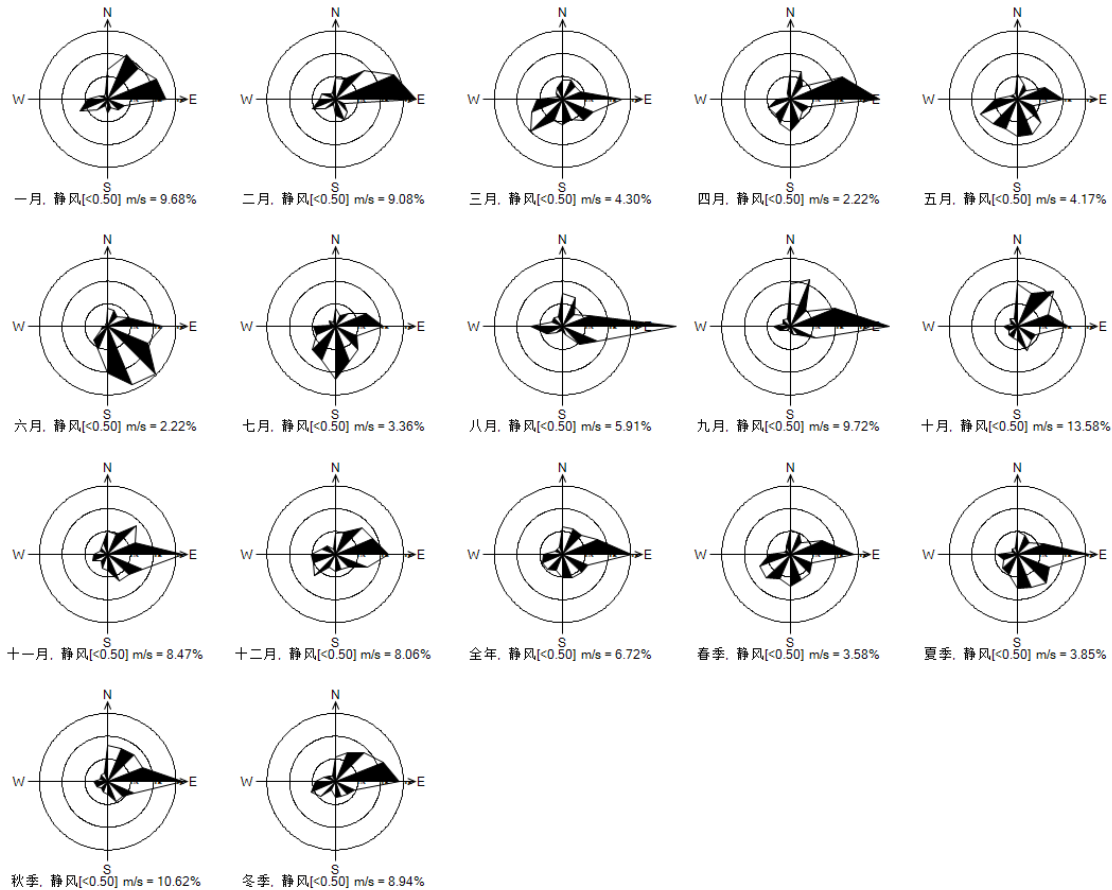 N N N N N
W E W E W E W E W E
S S S S S
一月, 静风[<0.50] m/s = 9.68% 二月, 静风[<0.50] m/s = 9.08% 三月, 静风[<0.50] m/s = 4.30% 四月, 静风[<0.50] m/s = 2.22% 五月, 静风[<0.50] m/s = 4.17%
N N N N N
W E W E W E W E W E
S S S S S
六月, 静风[<0.50] m/s = 2.22% 七月, 静风[<0.50] m/s = 3.36% 八月, 静风[<0.50] m/s = 5.91% 九月, 静风[<0.50] m/s = 9.72% 十月, 静风[<0.50] m/s = 13.58%
N N N N N
W E W E W E W E W E
S S S S S
十一月, 静风[<0.50] m/s = 8.47% 十二月, 静风[<0.50] m/s = 8.06% 全年, 静风[<0.50] m/s = 6.72% 春季, 静风[<0.50] m/s = 3.58% 夏季, 静风[<0.50] m/s = 3.85%
N N
W E W E
S S
秋季, 静风[<0.50] m/s = 10.62% 冬季, 静风[<0.50] m/s = 8.94%